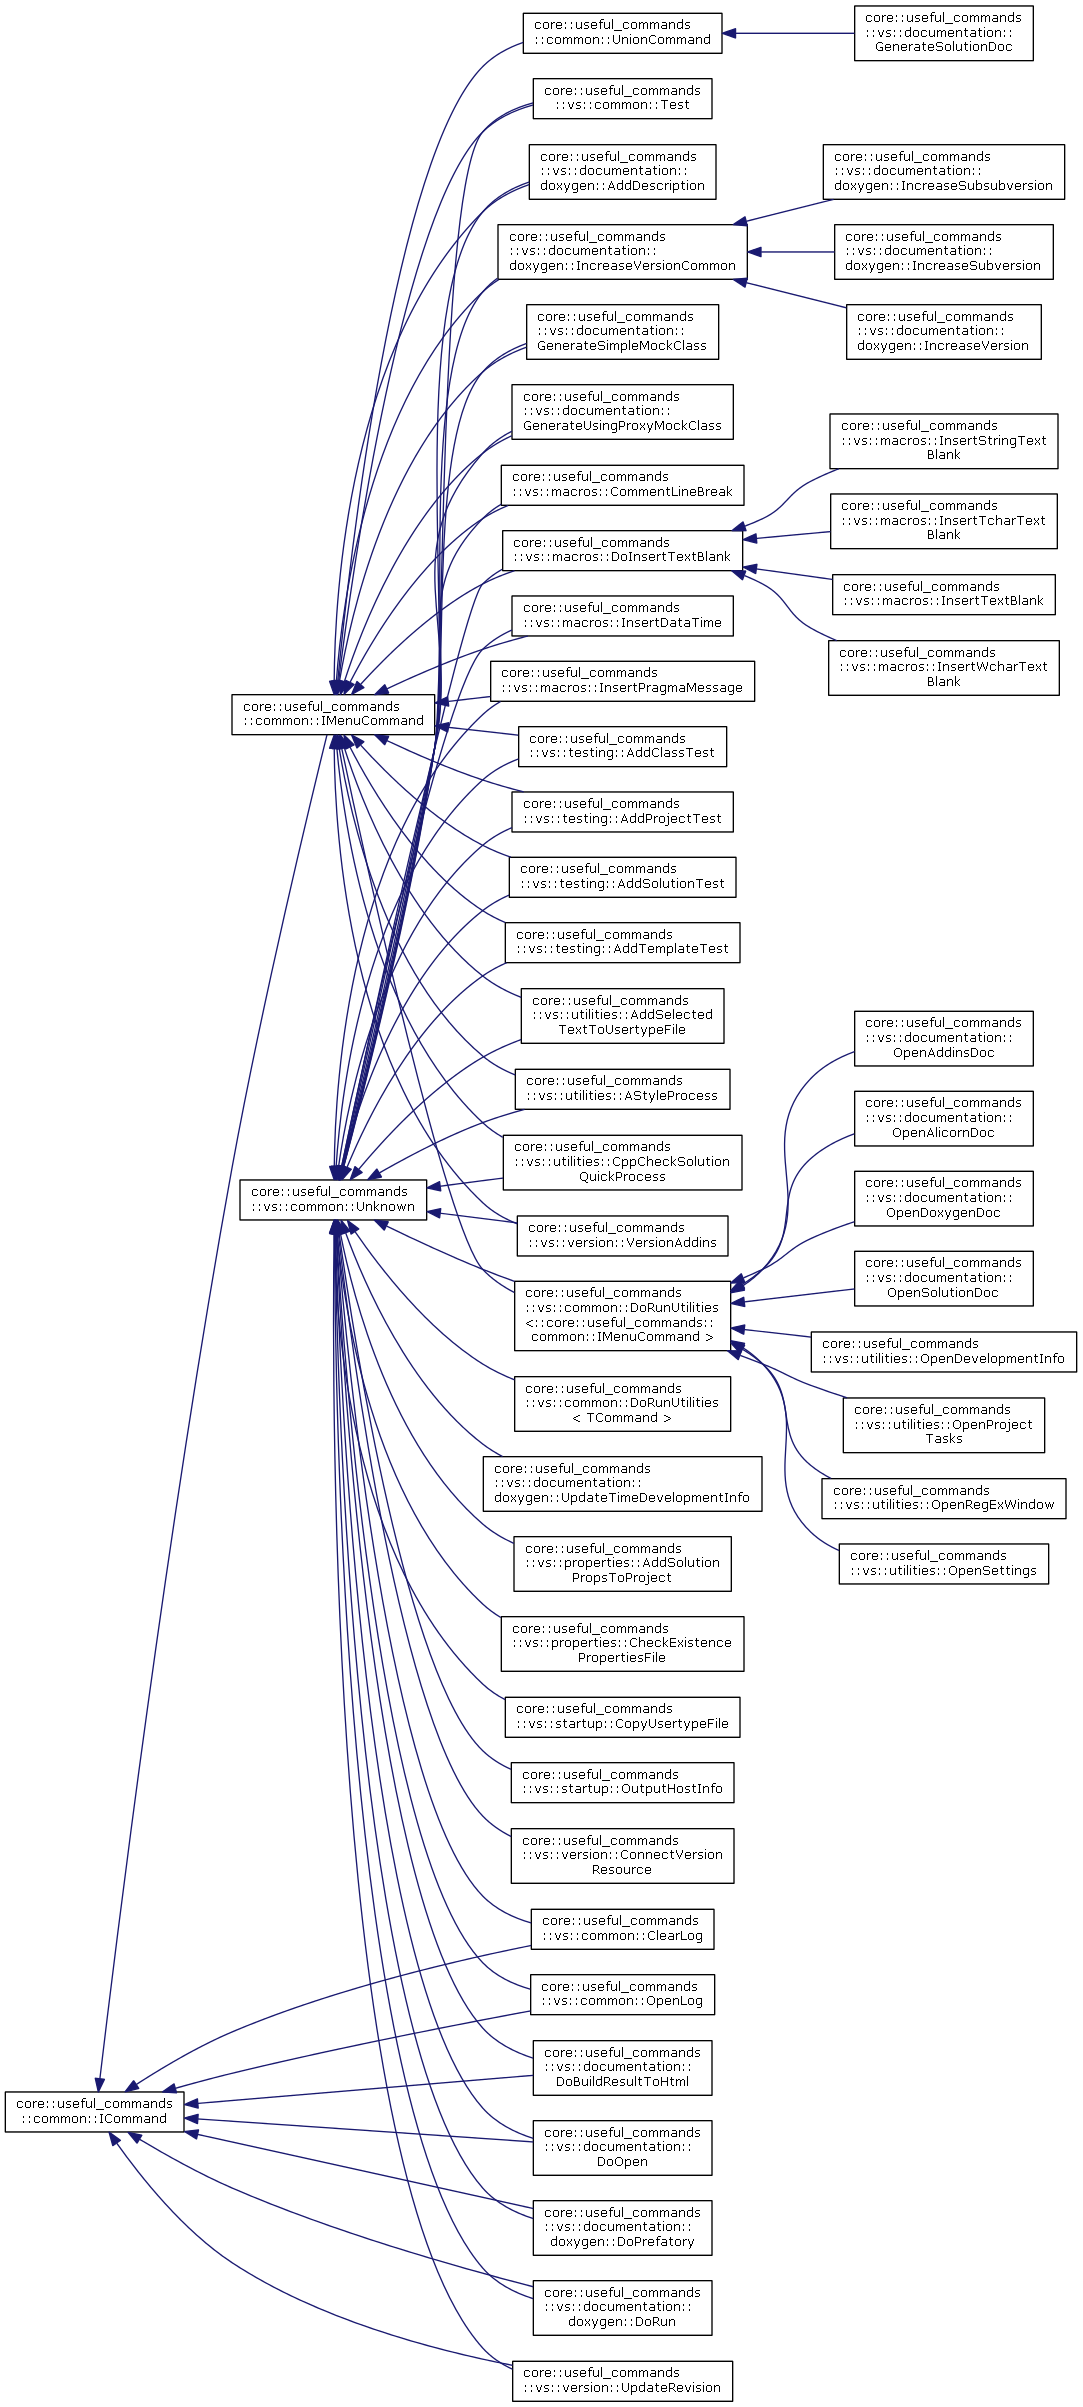 core::useful_commands
::common::UnionCommand
core::useful_commands
::vs::documentation::
GenerateSolutionDoc
core::useful_commands
::vs::common::Test
core::useful_commands
::vs::documentation::
doxygen::AddDescription
core::useful_commands
::vs::documentation::
doxygen::IncreaseSubsubversion
core::useful_commands
::vs::documentation::
doxygen::IncreaseVersionCommon
core::useful_commands
::vs::documentation::
doxygen::IncreaseSubversion
core::useful_commands
::vs::documentation::
GenerateSimpleMockClass
core::useful_commands
::vs::documentation::
doxygen::IncreaseVersion
core::useful_commands
::vs::documentation::
GenerateUsingProxyMockClass
core::useful_commands
::vs::macros::InsertStringText
Blank
core::useful_commands
::vs::macros::CommentLineBreak
core::useful_commands
::vs::macros::InsertTcharText
Blank
core::useful_commands
::vs::macros::DoInsertTextBlank
core::useful_commands
::vs::macros::InsertTextBlank
core::useful_commands
::vs::macros::InsertDataTime
core::useful_commands
::vs::macros::InsertWcharText
Blank
core::useful_commands
::vs::macros::InsertPragmaMessage
core::useful_commands
::common::IMenuCommand
core::useful_commands
::vs::testing::AddClassTest
core::useful_commands
::vs::testing::AddProjectTest
core::useful_commands
::vs::testing::AddSolutionTest
core::useful_commands
::vs::testing::AddTemplateTest
core::useful_commands
::vs::utilities::AddSelected
TextToUsertypeFile
core::useful_commands
::vs::documentation::
OpenAddinsDoc
core::useful_commands
::vs::utilities::AStyleProcess
core::useful_commands
::vs::documentation::
OpenAlicornDoc
core::useful_commands
::vs::utilities::CppCheckSolution
QuickProcess
core::useful_commands
::vs::documentation::
OpenDoxygenDoc
core::useful_commands
::vs::common::Unknown
core::useful_commands
::vs::version::VersionAddins
core::useful_commands
::vs::documentation::
OpenSolutionDoc
core::useful_commands
::vs::common::DoRunUtilities
<::core::useful_commands::
common::IMenuCommand >
core::useful_commands
::vs::utilities::OpenDevelopmentInfo
core::useful_commands
::vs::common::DoRunUtilities
< TCommand >
core::useful_commands
::vs::utilities::OpenProject
Tasks
core::useful_commands
::vs::documentation::
doxygen::UpdateTimeDevelopmentInfo
core::useful_commands
::vs::utilities::OpenRegExWindow
core::useful_commands
::vs::properties::AddSolution
PropsToProject
core::useful_commands
::vs::utilities::OpenSettings
core::useful_commands
::vs::properties::CheckExistence
PropertiesFile
core::useful_commands
::vs::startup::CopyUsertypeFile
core::useful_commands
::vs::startup::OutputHostInfo
core::useful_commands
::vs::version::ConnectVersion
Resource
core::useful_commands
::vs::common::ClearLog
core::useful_commands
::vs::common::OpenLog
core::useful_commands
::vs::documentation::
DoBuildResultToHtml
core::useful_commands
::common::ICommand
core::useful_commands
::vs::documentation::
DoOpen
core::useful_commands
::vs::documentation::
doxygen::DoPrefatory
core::useful_commands
::vs::documentation::
doxygen::DoRun
core::useful_commands
::vs::version::UpdateRevision